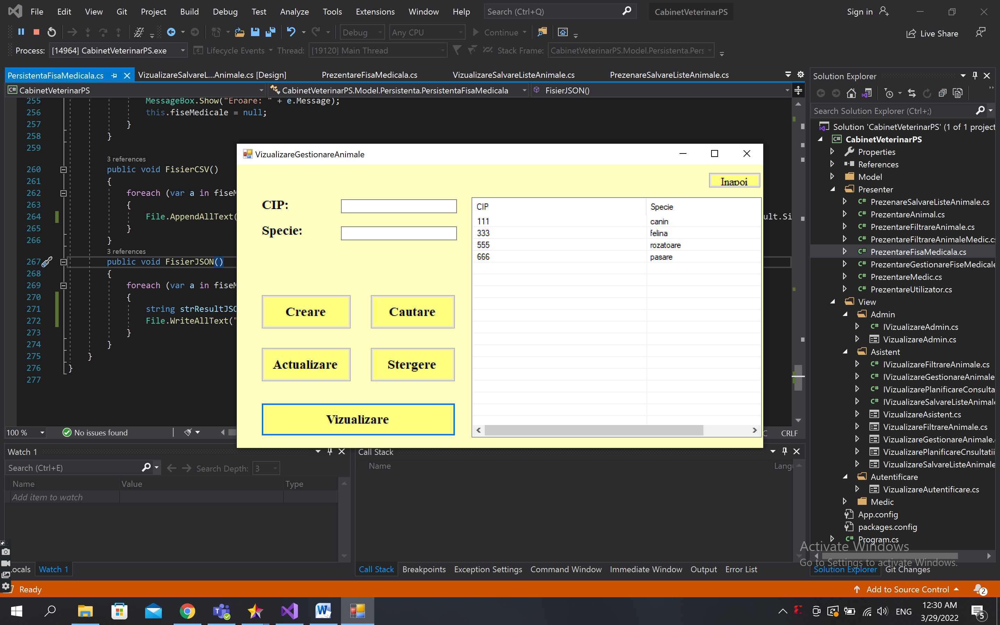 File Edit View Git Project Build Debug Test Analyze Tools Extensions Window Help Search (Ctrl+Q) CabinetVeterinarPS Sign in
Debug Any CPU Continue Live Share
Process: [14964] CabinetVeterinarPS.exe Lifecycle Events Thread: [19120] Main Thread Stack Frame: CabinetVeterinarPS.Model.Persistenta.Pers
PersistentaFisaMedicala.cs VizualizareSalvareL...Animale.cs [Design] PrezentareFisaMedicala.cs VizualizareSalvareListeAnimale.cs PrezenareSalvareListeAnimale.cs
CabinetVeterinarPS CabinetVeterinarPS.Model.Persistenta.PersistentaFisaMedicala FisierJSON()
255 MessageBox.Show("Eroare: " + e.Message);
256 this.fiseMedicale = null;
257 }
258 }
259
3 references
260 public void FisierCSV()
261 {
262 foreach (var a in fiseM
263 {
264 File.AppendAllText( ult.Si
265 }
266 }
3 references
267 public void FisierJSON()
268 {
269 foreach (var a in fiseM
270 {
271 string strResultJSO
272 File.WriteAllText("
273 }
274 }
275 }
276 }
277
100 % No issues found CRLF
VizualizareGestionareAnimale
Inapoi
CIP:
Specie:
CIP Specie
111 canin
333 felina
555 rozatoare
666 pasare
Creare Cautare
Actualizare Stergere
Vizualizare
Watch 1
Search (Ctrl+E) Search Depth: 3
Name Value Type
Add item to watch
Locals Watch 1
Call Stack
Name Langu
Call Stack Breakpoints Exception Settings Command Window Immediate Window Output Error List
Solution Explorer
Search Solution Explorer (Ctrl+;)
Solution 'CabinetVeterinarPS' (1 of 1 project
CabinetVeterinarPS
Properties
References
Model
Presenter
PrezenareSalvareListeAnimale.cs
PrezentareAnimal.cs
PrezentareFiltrareAnimale.cs
PrezentareFiltrareAnimaleMedic.cs
PrezentareFisaMedicala.cs
PrezentareGestionareFiseMedicale
PrezentareMedic.cs
PrezentareUtilizator.cs
View
Admin
IVizualizareAdmin.cs
VizualizareAdmin.cs
Asistent
IVizualizareFiltrareAnimale.cs
IVizualizareGestionareAnimale
IVizualizarePlanificareConsulta
IVizualizareSalvareListeAnimale
VizualizareAsistent.cs
VizualizareFiltrareAnimale.cs
VizualizareGestionareAnimale.
VizualizarePlanificareCnsultatii
VizualizareSalvareListeAnimale
Autentificare
VizualizareAutentificare.cs
Medic
App.config
packages.config
Program.cs
Activate Windows
Go to Settings to activate Windows.
Solution Explorer Git Changes
Ready Add to Source Control 2
ENG 12:30 AM 5
3/29/2022